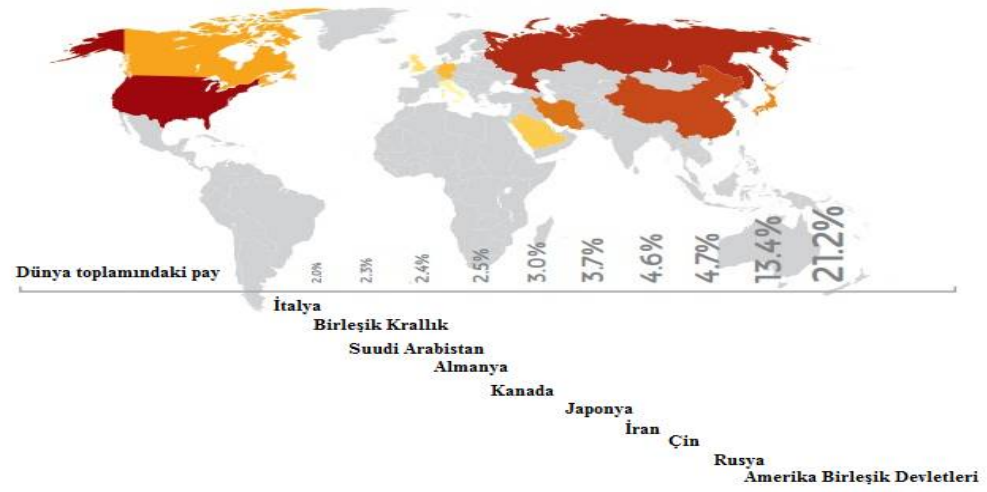 Dünya toplamındaki pay
2.0%
2.3%
2.4%
2.5%
3.0%
3.7%
4.6%
4.7%
13.4%
21.2%
İtalya
Birleşik Krallık
Suudi Arabistan
Almanya
Kanada
Japonya
İran
Çin
Rusya
Amerika Birleşik Devletleri